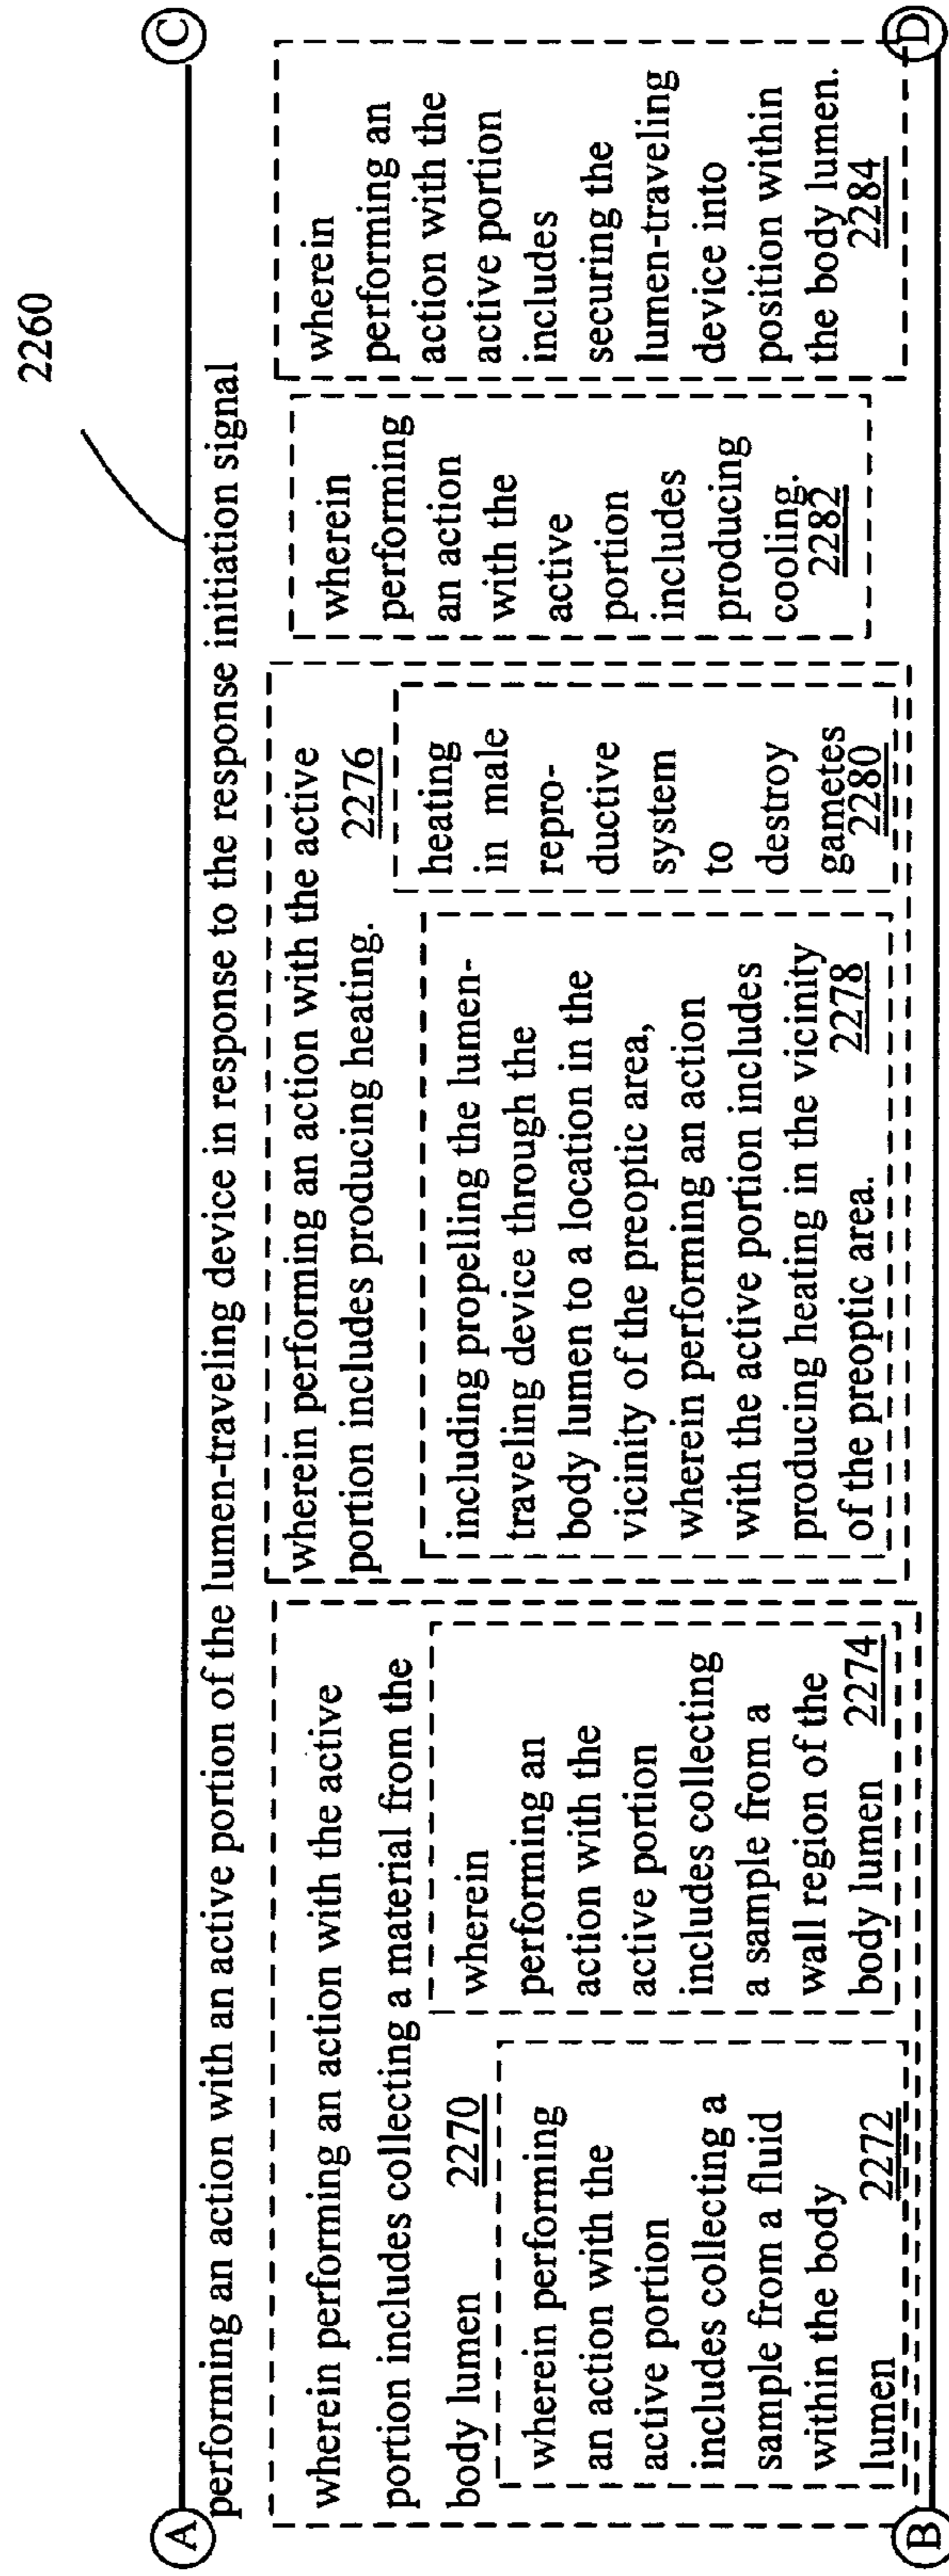 2260
A
C
performing an action with an active portion of the lumen-traveling device in response to the response initiation signal
wherein performing an action with the active
portion includes collecting a material from the
body lumen 2270
wherein performing
an action with the
active portion
includes collecting a
sample from a fluid
within the body
lumen 2272
wherein
performing an
action with the
active portion
includes collecting
a sample from a
wall region of the
body lumen 2274
wherein performing an action with the active
portion includes producing heating. 2276
including propelling the lumen-
traveling device through the
body lumen to a location in the
vicinity of the preoptic area,
wherein performing an action
with the active portion includes
producing heating in the vicinity
of the preoptic area. 2278
heating
in male
repro-
ductive
system
to
destroy
gametes
2280
wherein
performing
an action
with the
active
portion
includes
producing
cooling.
2282
wherein
performing an
action with the
active portion
includes
securing the
lumen-traveling
device into
position within
the body lumen.
2284
B
D